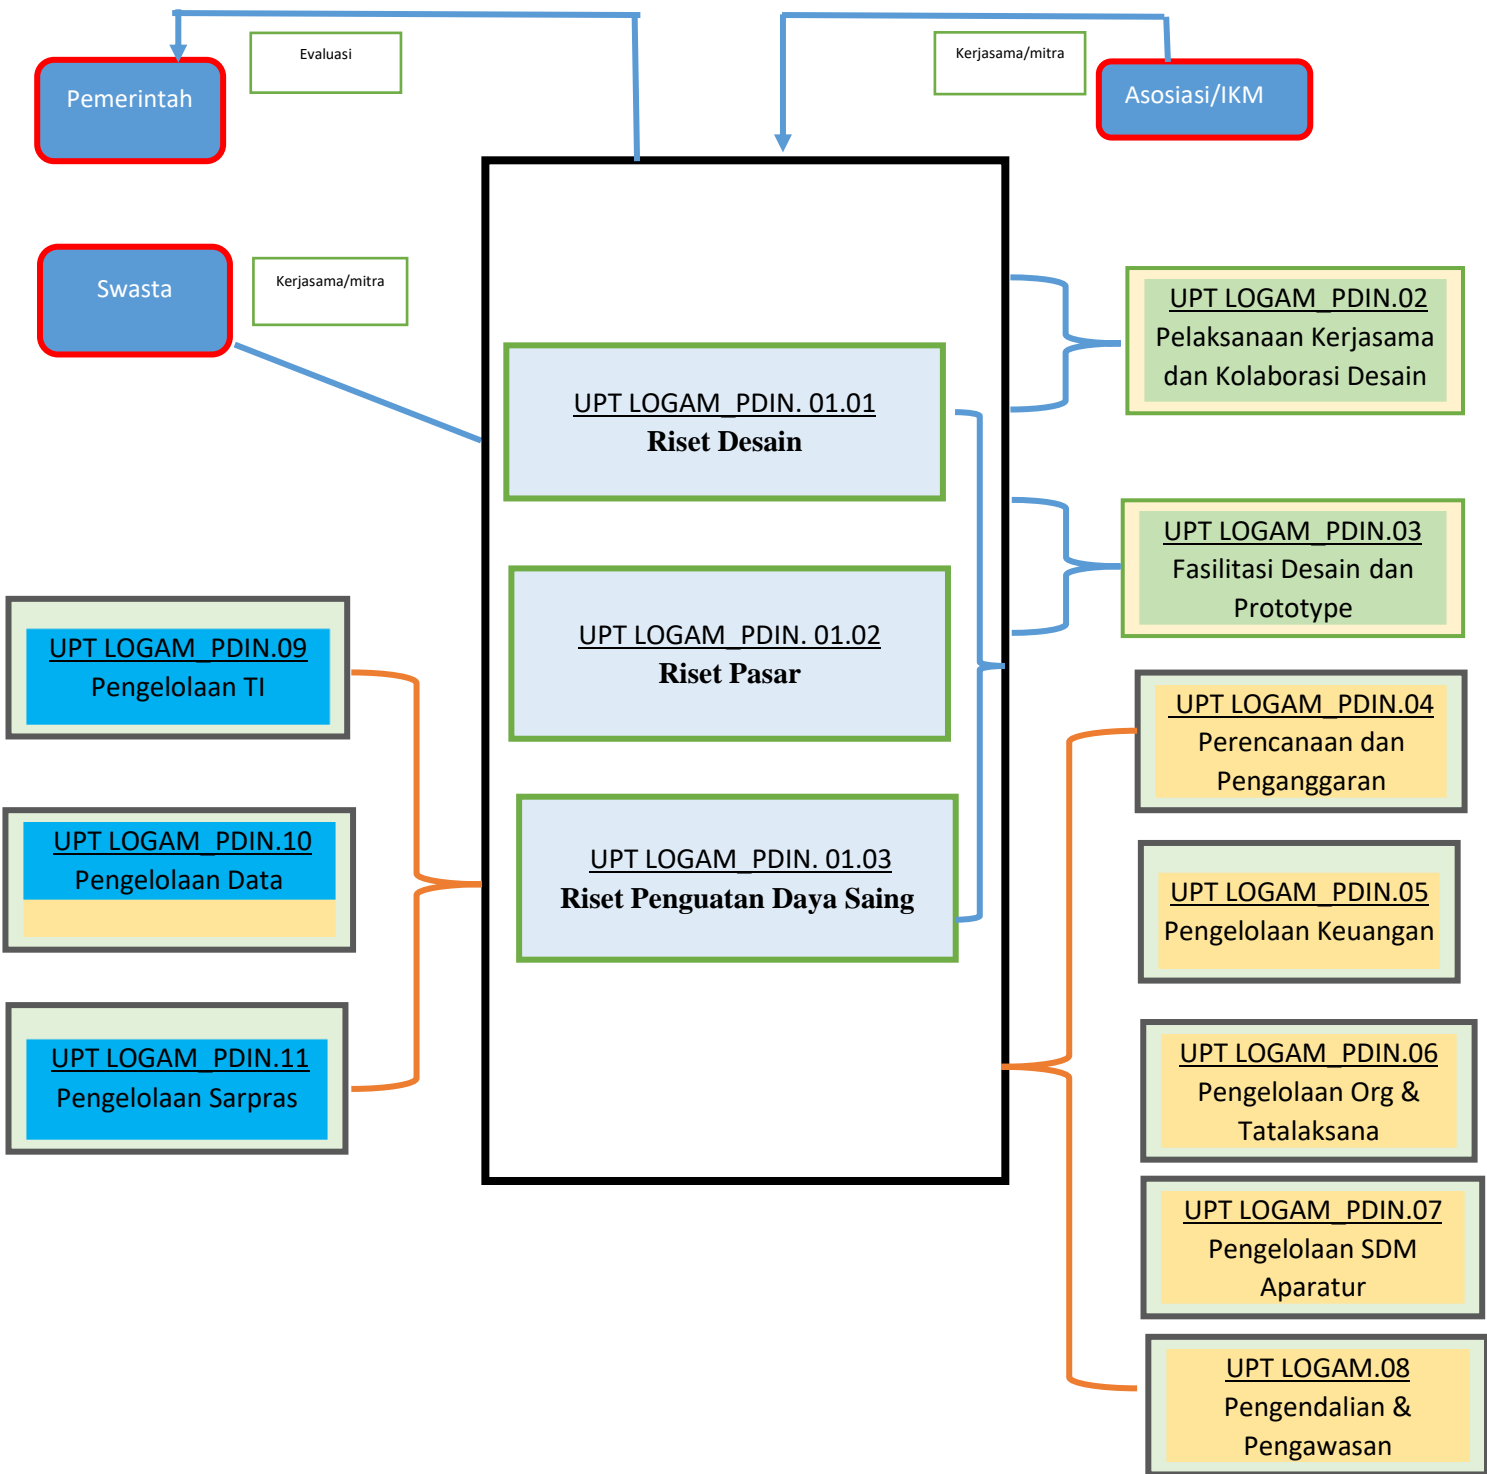 Evaluasi
Pemerintah
Kerjasama/mitra
Asosiasi/IKM
Swasta
Kerjasama/mitra
UPT LOGAM_PDIN. 01.01
Riset Desain
UPT LOGAM_PDIN. 01.02
Riset Pasar
UPT LOGAM_PDIN. 01.03
Riset Penguatan Daya Saing
UPT LOGAM_PDIN.02
Pelaksanaan Kerjasama
dan Kolaborasi Desain
UPT LOGAM_PDIN.03
Fasilitasi Desain dan
Prototype
UPT LOGAM_PDIN.04
Perencanaan dan
Penganggaran
UPT LOGAM_PDIN.05
Pengelolaan Keuangan
UPT LOGAM_PDIN.06
Pengelolaan Org &
Tatalaksana
UPT LOGAM_PDIN.07
Pengelolaan SDM
Aparatur
UPT LOGAM.08
Pengendalian &
Pengawasan
UPT LOGAM_PDIN.09
Pengelolaan TI
UPT LOGAM_PDIN.10
Pengelolaan Data
UPT LOGAM_PDIN.11
Pengelolaan Sarpras